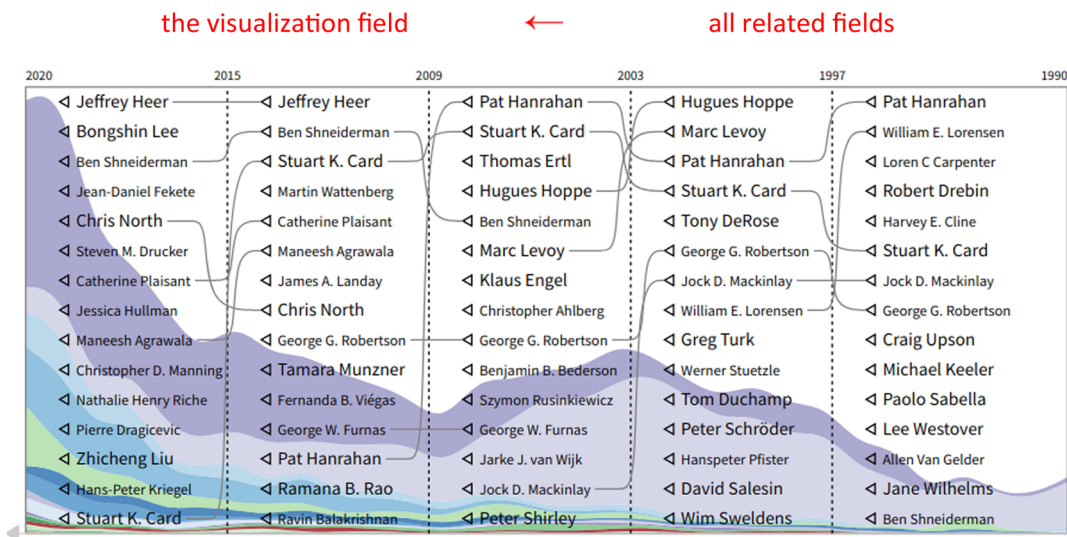 the visualization field ← all related fields
2020 2015 2009 2003 1997 1990
Jeffrey Heer Jeffrey Heer Pat Hanrahan Hugues Hoppe Pat Hanrahan
Bongshin Lee Ben Shneiderman Stuart K. Card Marc Levoy William E. Lorensen
Ben Shneiderman Stuart K. Card Thomas Ertl Pat Hanrahan Loren C Carpenter
Jean-Daniel Fekete Martin Wattenberg Hugues Hoppe Stuart K. Card Robert Drebin
Chris North Catherine Plaisant Ben Shneiderman Tony DeRose Harvey E. Cline
Steven M. Drucker Maneesh Agrawala Marc Levoy George G. Robertson Stuart K. Card
Catherine Plaisant James A. Landay Klaus Engel Jock D. Mackinlay Jock D. Mackinlay
Jessica Hullman Chris North Christopher Ahlberg William E. Lorensen George G. Robertson
Maneesh Agrawala George G. Robertson George G. Robertson Greg Turk Craig Upson
Christopher D. Manning Tamara Munzner Benjamin B. Bederson Werner Stuetzle Michael Keeler
Nathalie Henry Riche Fernanda B. Viégas Szymon Rusinkiewicz Tom Duchamp Paolo Sabella
Pierre Dragicevic George W. Furnas George W. Furnas Peter Schröder Lee Westover
Zhicheng Liu Pat Hanrahan Jarke J. van Wijk Hanspeter Pfister Allen Van Gelder
Hans-Peter Kriegel Ramana B. Rao Jock D. Mackinlay David Salesin Jane Wilhelms
Stuart K. Card Ravin Balakrishnan Peter Shirley Wim Sweldens Ben Shneiderman